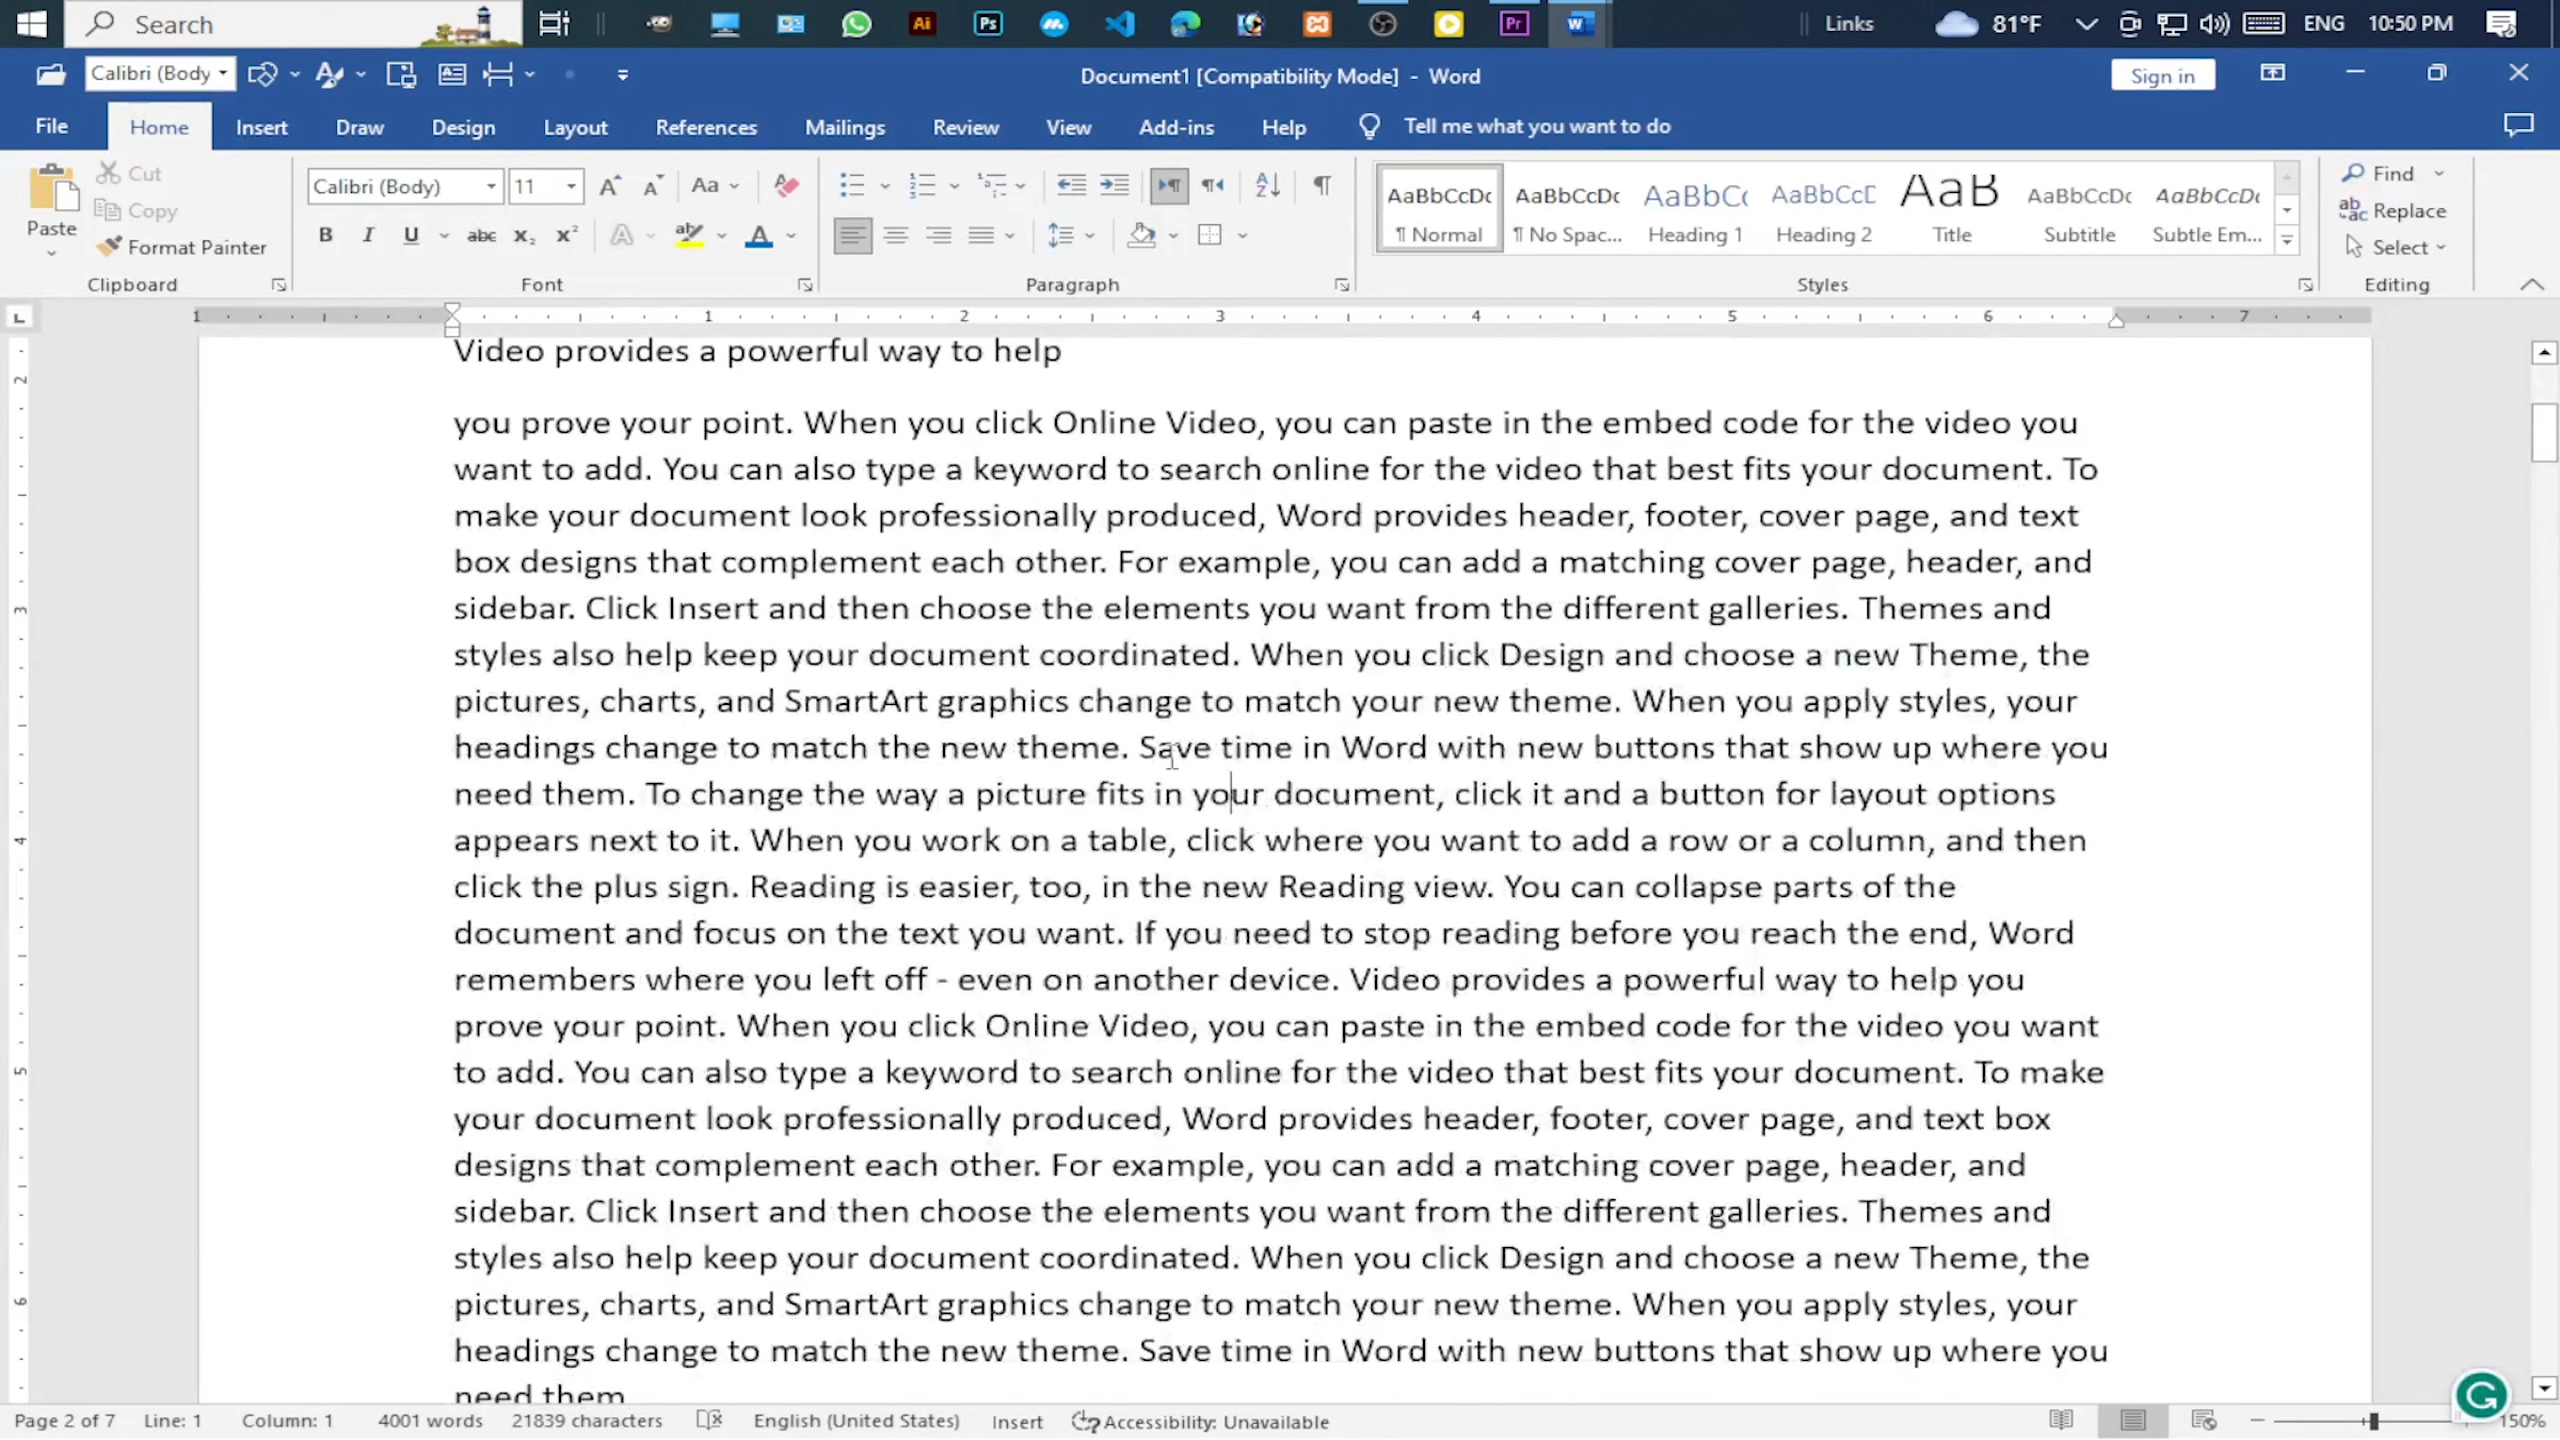 Search
Ai
Ps
Pr
W
Links
81°F
ENG
10:50 PM
Calibri (Body
Document1 [Compatibility Mode] - Word
Sign in
File
Home
Insert
Draw
Design
Layout
References
Mailings
Review
View
Add-ins
Help
Tell me what you want to do
Paste
Cut
Copy
Format Painter
Clipboard
Calibri (Body)
11
Aa
B
I
U
abc
x₂
x²
Font
Paragraph
AaBbCcDc
¶ Normal
AaBbCcDc
¶ No Spac...
AaBbCc
Heading 1
AaBbCcE
Heading 2
AaB
Title
AaBbCcDc
Subtitle
AaBbCcDc
Subtle Em...
Styles
Find
Replace
Select
Editing
1 1 2 3 4 5 6 7
2
3
4
5
6
Video provides a powerful way to help
you prove your point. When you click Online Video, you can paste in the embed code for the video you
want to add. You can also type a keyword to search online for the video that best fits your document. To
make your document look professionally produced, Word provides header, footer, cover page, and text
box designs that complement each other. For example, you can add a matching cover page, header, and
sidebar. Click Insert and then choose the elements you want from the different galleries. Themes and
styles also help keep your document coordinated. When you click Design and choose a new Theme, the
pictures, charts, and SmartArt graphics change to match your new theme. When you apply styles, your
headings change to match the new theme. Save time in Word with new buttons that show up where you
need them. To change the way a picture fits in your document, click it and a button for layout options
appears next to it. When you work on a table, click where you want to add a row or a column, and then
click the plus sign. Reading is easier, too, in the new Reading view. You can collapse parts of the
document and focus on the text you want. If you need to stop reading before you reach the end, Word
remembers where you left off - even on another device. Video provides a powerful way to help you
prove your point. When you click Online Video, you can paste in the embed code for the video you want
to add. You can also type a keyword to search online for the video that best fits your document. To make
your document look professionally produced, Word provides header, footer, cover page, and text box
designs that complement each other. For example, you can add a matching cover page, header, and
sidebar. Click Insert and then choose the elements you want from the different galleries. Themes and
styles also help keep your document coordinated. When you click Design and choose a new Theme, the
pictures, charts, and SmartArt graphics change to match your new theme. When you apply styles, your
headings change to match the new theme. Save time in Word with new buttons that show up where you
need them
Page 2 of 7
Line: 1
Column: 1
4001 words
21839 characters
English (United States)
Insert
Accessibility: Unavailable
150%